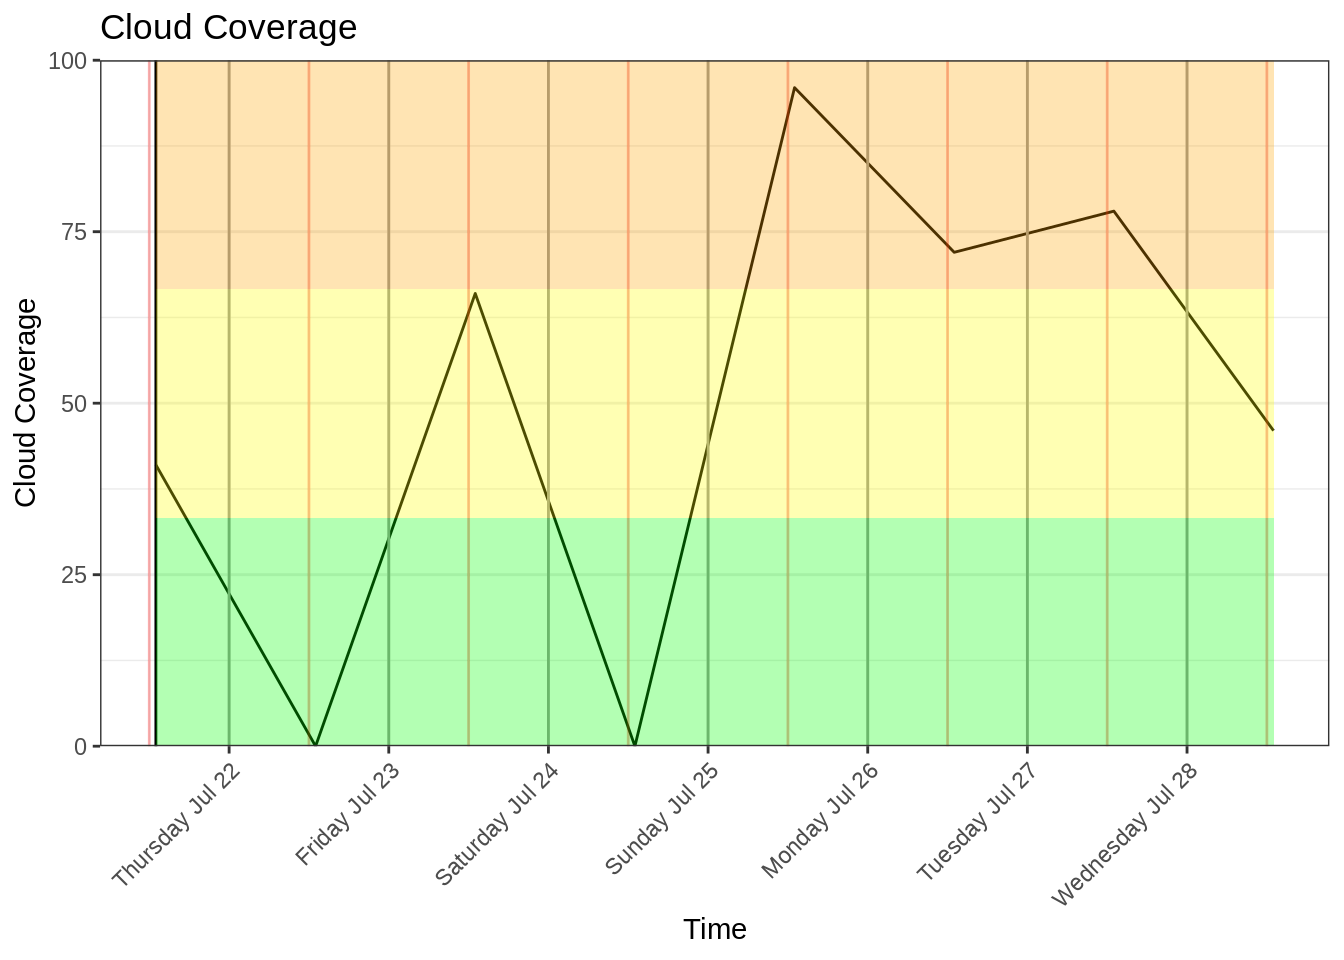 Cloud Coverage
100
75
50
25
0
Cloud Coverage
Thursday Jul 22
Friday Jul 23
Saturday Jul 24
Sunday Jul 25
Monday Jul 26
Tuesday Jul 27
Wednesday Jul 28
Time